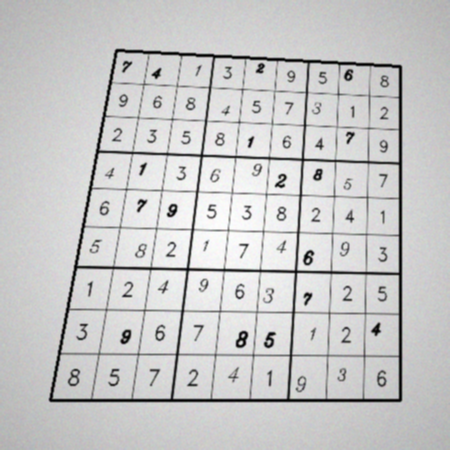 7 4 1 3 2 9 5 6 8
9 6 8 4 5 7 3 1 2
2 3 5 8 1 6 4 7 9
4 1 3 6 9 2 8 5 7
6 7 9 5 3 8 2 4 1
5 8 2 1 7 4 6 9 3
1 2 4 9 6 3 7 2 5
3 9 6 7 8 5 1 2 4
8 5 7 2 4 1 9 3 6